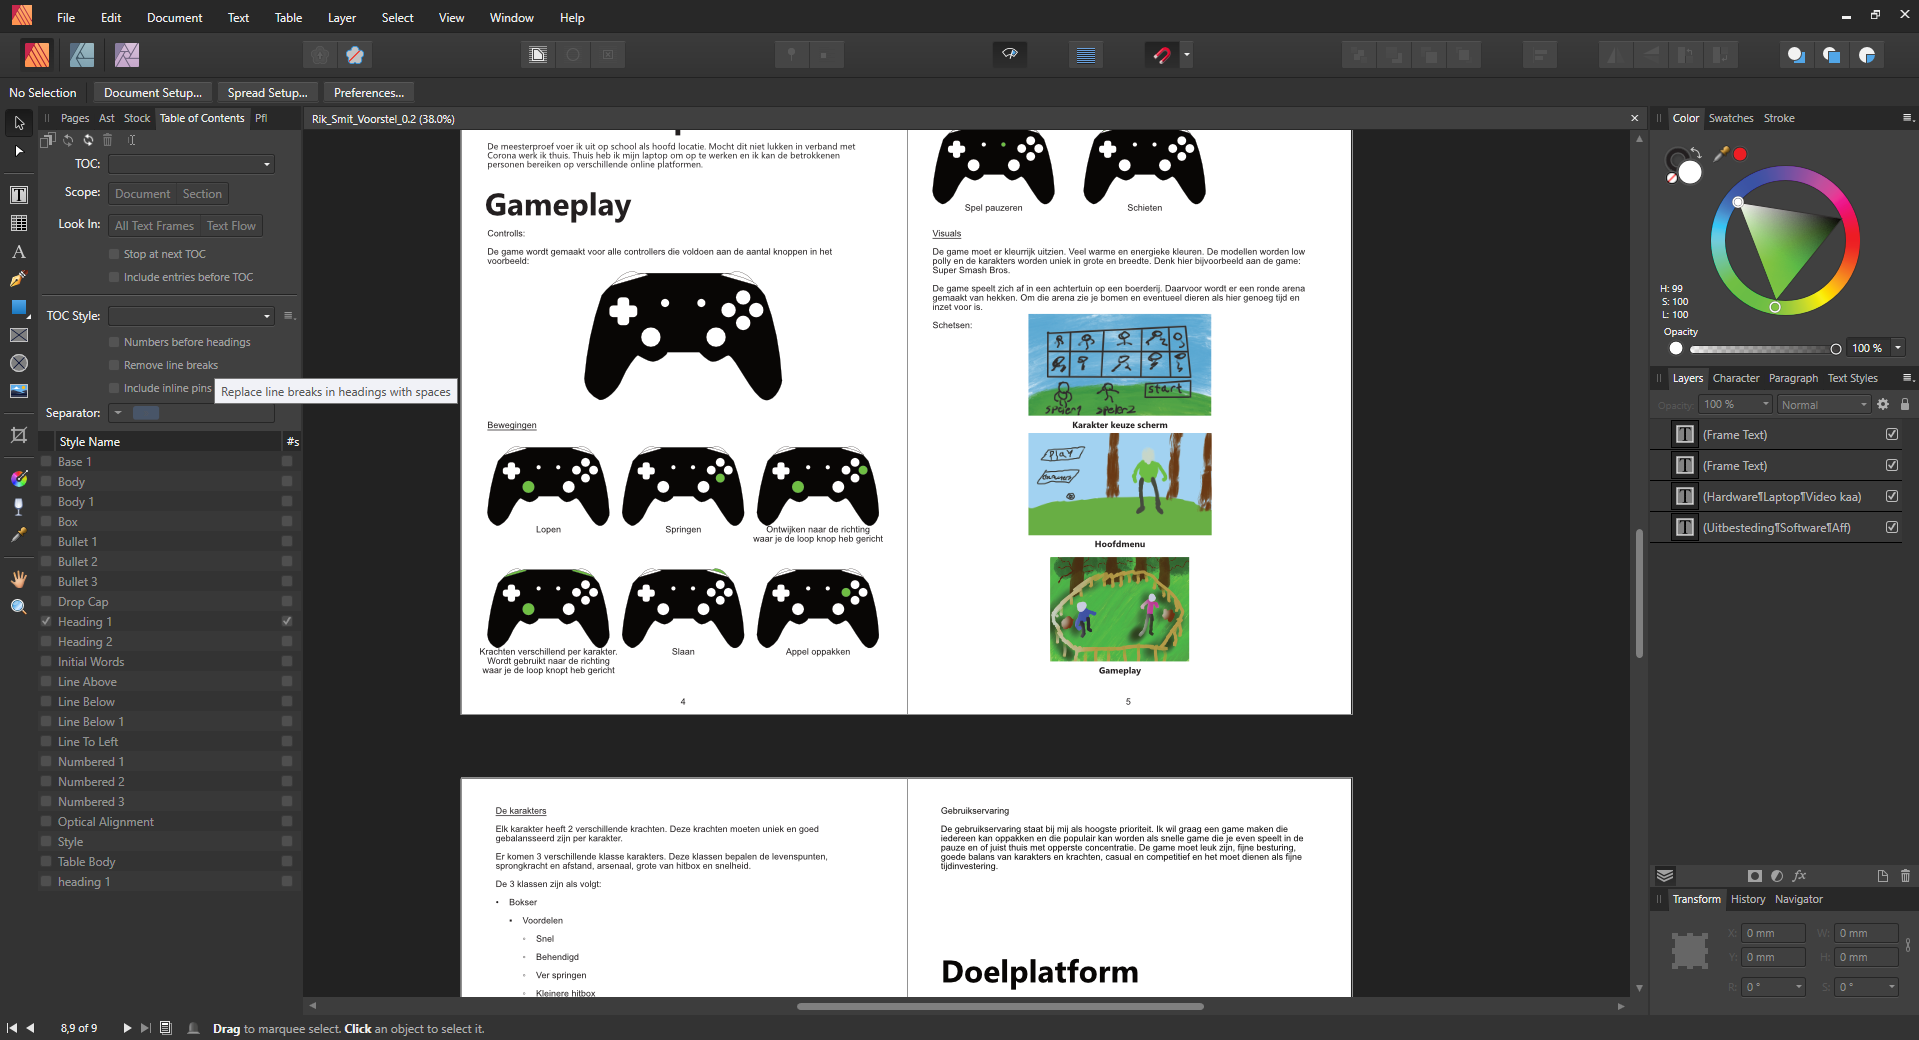 File Edit Document Text Table Layer Select View Window Help
No Selection Document Setup... Spread Setup... Preferences...
Pages Ast Stock Table of Contents Pfl
TOC:
Scope: Document Section
Look In: All Text Frames Text Flow
Stop at next TOC
Include entries before TOC
TOC Style:
Numbers before headings
Remove line breaks
Include inline pins
Replace line breaks in headings with spaces
Separator:
Style Name #s
Base 1
Body
Body 1
Box
Bullet 1
Bullet 2
Bullet 3
Drop Cap
Heading 1
Heading 2
Initial Words
Line Above
Line Below
Line Below 1
Line To Left
Numbered 1
Numbered 2
Numbered 3
Optical Alignment
Style
Table Body
heading 1
Rik_Smit_Voorstel_0.2 (38.0%)
De meesterproef voer ik uit op school als hoofd locatie. Mocht dit niet lukken in verband met
Corona werk ik thuis. Thuis heb ik mijn laptop om op te werken en ik kan de betrokkenen
personen bereiken op verschillende online platformen.
Gameplay
Controlls:
De game wordt gemaakt voor alle controllers die voldoen aan de aantal knoppen in het
voorbeeld:
Bewegingen
Lopen
Springen
Ontwijken naar de richting
waar je de loop knop heb gericht
Krachten verschillend per karakter.
Wordt gebruikt naar de richting
waar je de loop knopt heb gericht
Slaan
Appel oppakken
4
Spel pauzeren
Schieten
Visuals
De game moet er kleurrijk uitzien. Veel warme en energieke kleuren. De modellen worden low
polly en de karakters worden uniek in grote en breedte. Denk hier bijvoorbeeld aan de game:
Super Smash Bros.
De game speelt zich af in een achtertuin op een boerderij. Daarvoor wordt er een ronde arena
gemaakt van hekken. Om die arena zie je bomen en eventueel dieren als hier genoeg tijd en
inzet voor is.
Schetsen:
start
speler1 speler2
Karakter keuze scherm
PLAY
Hoofdmenu
Gameplay
5
De karakters
Elk karakter heeft 2 verschillende krachten. Deze krachten moeten uniek en goed
gebalansseerd zijn per karakter.
Er komen 3 verschillende klasse karakters. Deze klassen bepalen de levenspunten,
sprongkracht en afstand, arsenaal, grote van hitbox en snelheid.
De 3 klassen zijn als volgt:
• Bokser
• Voordelen
◦ Snel
◦ Behendigd
◦ Ver springen
◦ Kleinere hitbox
Gebruikservaring
De gebruikservaring staat bij mij als hoogste prioriteit. Ik wil graag een game maken die
iedereen kan oppakken en die populair kan worden als snelle game die je even speelt in de
pauze en of juist thuis met opperste concentratie. De game moet leuk zijn, fijne besturing,
goede balans van karakters en krachten, casual en competitief en het moet dienen als fijne
tijdinvestering.
Doelplatform
Color Swatches Stroke
H: 99
S: 100
L: 100
Opacity
100 %
Layers Character Paragraph Text Styles
Opacity: 100 % Normal
(Frame Text)
(Frame Text)
(Hardware¶Laptop¶Video kaa)
(Uitbesteding¶Software¶Aff)
fx
Transform History Navigator
X: 0 mm W: 0 mm
Y: 0 mm H: 0 mm
R: 0 ° S: 0 °
8,9 of 9 Drag to marquee select. Click an object to select it.